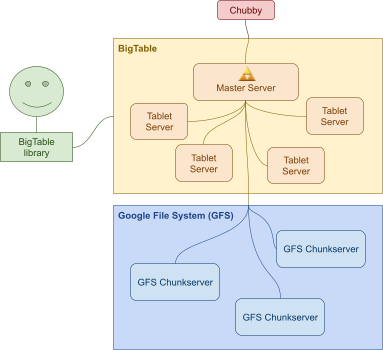 Chubby
BigTable
Master Server
Tablet
Server
Tablet
Server
Tablet
Server
Tablet
Server
BigTable
library
Google File System (GFS)
GFS Chunkserver
GFS Chunkserver
GFS Chunkserver